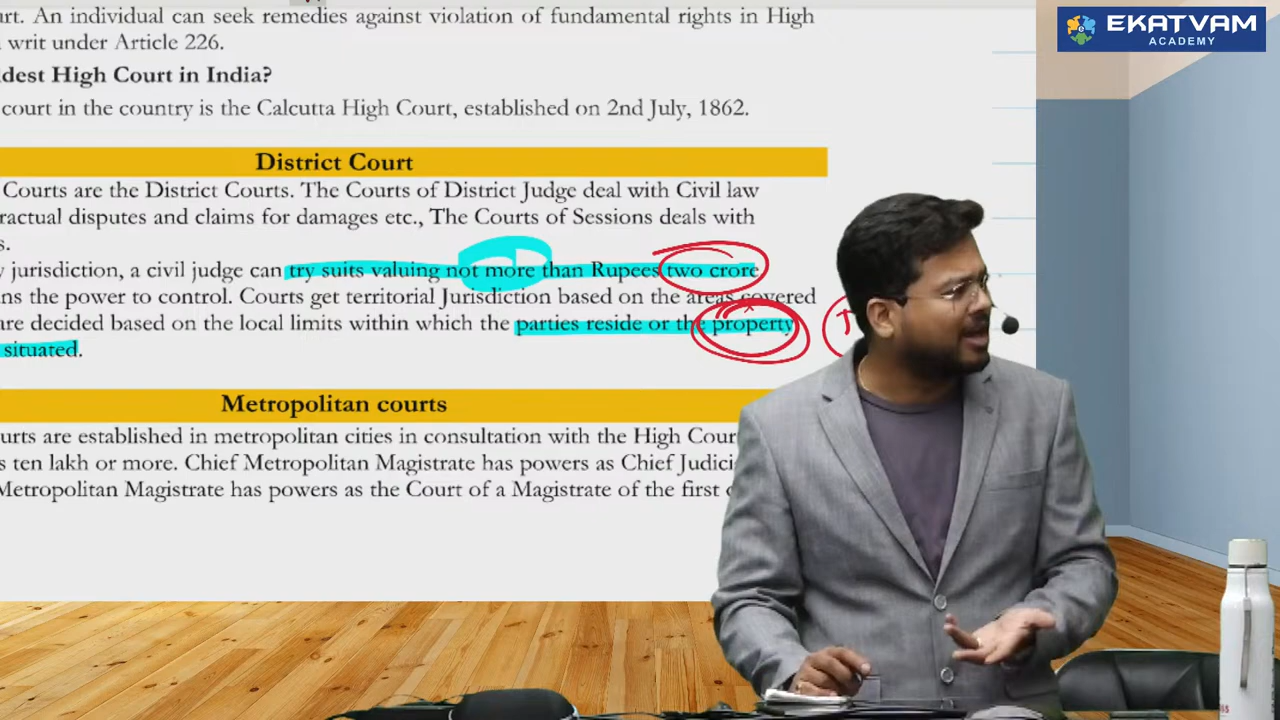 EKATVAM
ACADEMY
rt. An individual can seek remedies against violation of fundamental rights in High
writ under Article 226.
dest High Court in India?
court in the country is the Calcutta High Court, established on 2nd July, 1862.
District Court
Courts are the District Courts. The Courts of District Judge deal with Civil law
ractual disputes and claims for damages etc., The Courts of Sessions deals with
s.
y jurisdiction, a civil judge can try suits valuing not more than Rupees two crore
ns the power to control. Courts get territorial Jurisdiction based on the areas covered
are decided based on the local limits within which the parties reside or the property
situated.
Metropolitan courts
urts are established in metropolitan cities in consultation with the High Cour
s ten lakh or more. Chief Metropolitan Magistrate has powers as Chief Judici
Metropolitan Magistrate has powers as the Court of a Magistrate of the first